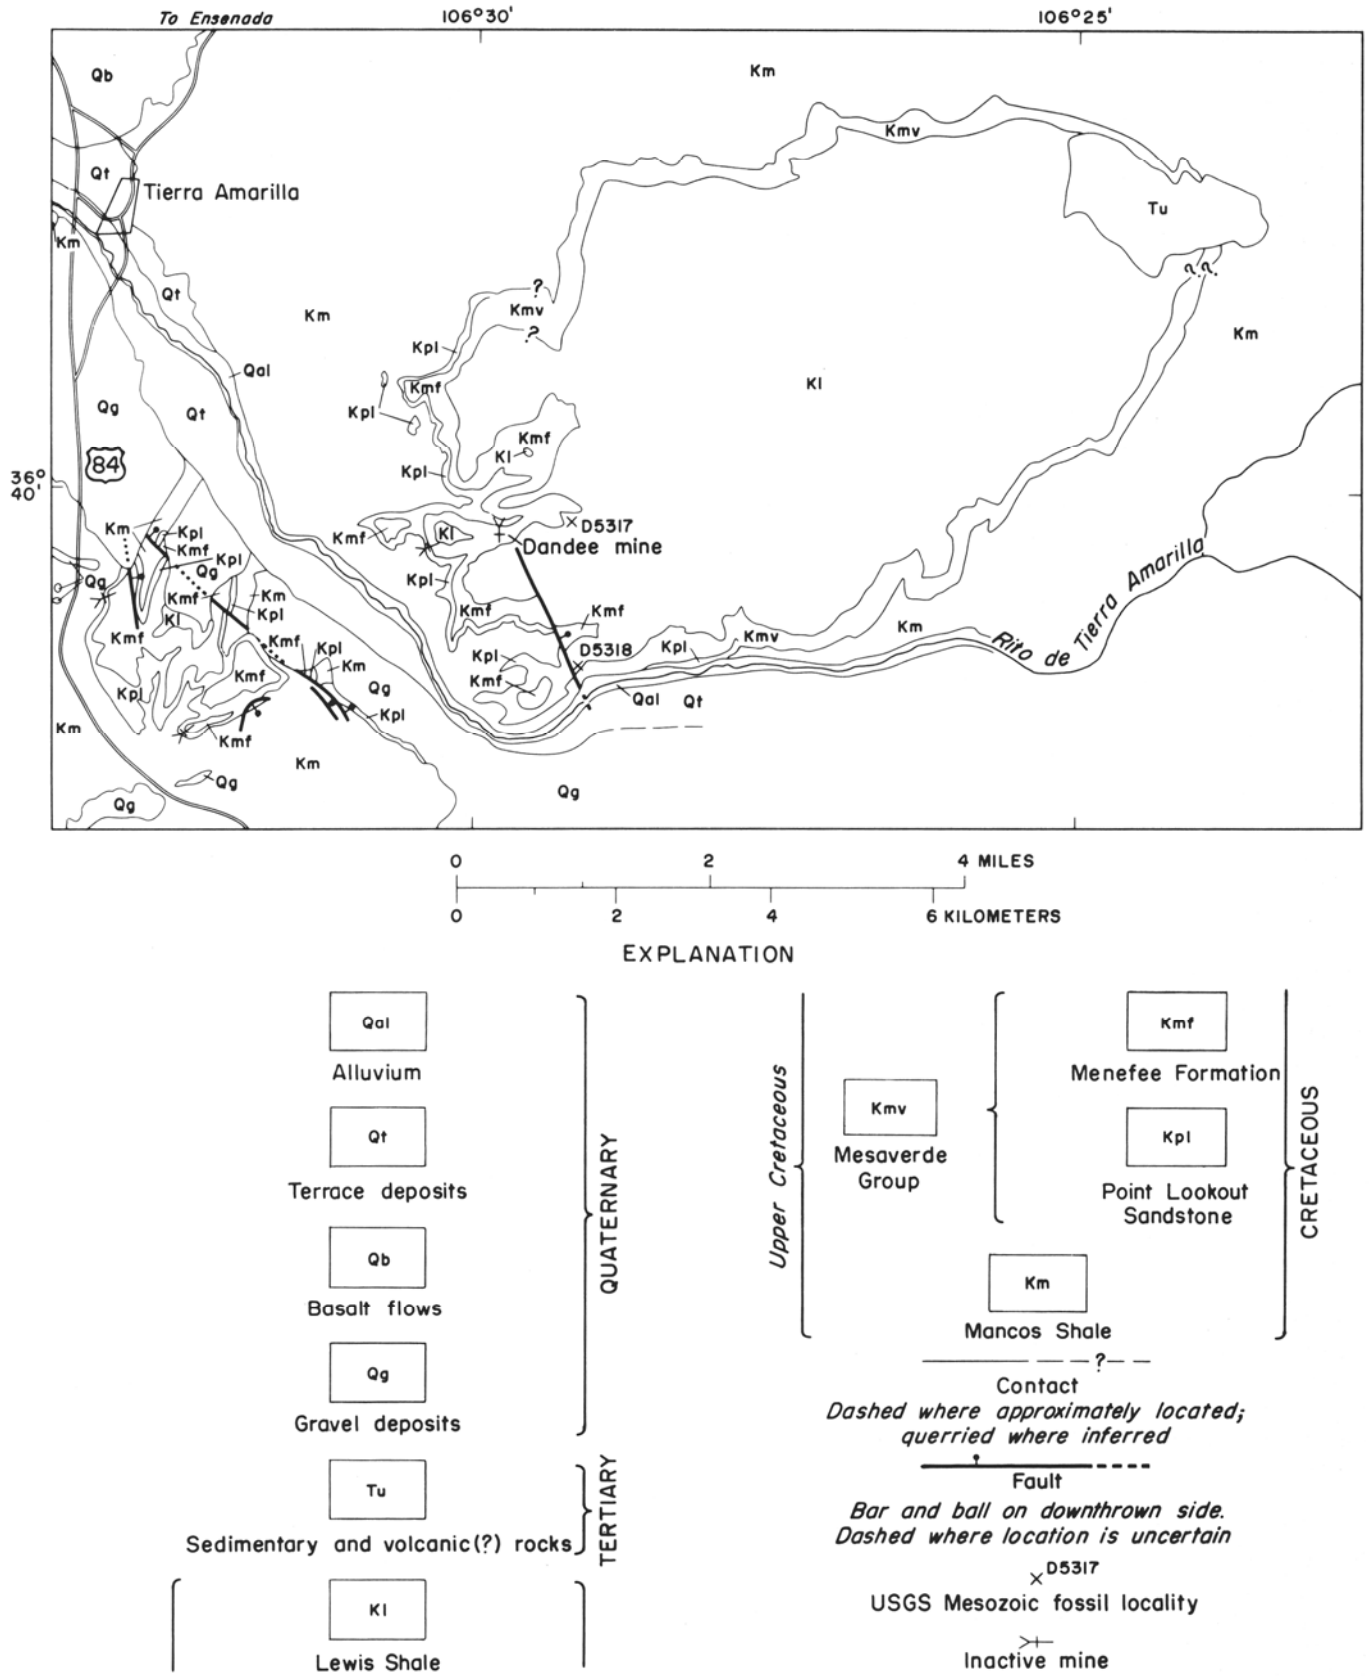 To Ensenada
106°30'
106°25'
Qb
Km
Kmv
Qt
Tierra Amarilla
Tu
Km
?.?.
Qt
?
Km
Kmv
Km
?
Kpl
Qal
Kl
Kmf
Qg
Qt
Kpl
Kmf
84
Kl
Kpl
36°
40'
Km
Kpl
Kmf
Kl
D5317
Kmf
Dandee mine
Kpl
Qg
Qg
Kpl
Rito de Tierra Amarilla
Kmf
Km
Kpl
Kl
Kmf
Kmf
Kmf
Kmf
Kpl
Kpl
D5318
Kpl
Kmv
Km
Km
Kmf
Kmf
Kpl
Qg
Qal
Qt
Kpl
Km
Kmf
Km
Qg
Qg
Qg
0 2 4 MILES
0 2 4 6 KILOMETERS
EXPLANATION
Qal
Alluvium
Qt
Terrace deposits
Qb
Basalt flows
Qg
Gravel deposits
QUATERNARY
Tu
Sedimentary and volcanic(?) rocks
TERTIARY
Kl
Lewis Shale
Upper Cretaceous
Kmv
Mesaverde
Group
Kmf
Menefee Formation
Kpl
Point Lookout
Sandstone
Km
Mancos Shale
CRETACEOUS
?
Contact
Dashed where approximately located;
querried where inferred
Fault
Bar and ball on downthrown side.
Dashed where location is uncertain
D5317
USGS Mesozoic fossil locality
Inactive mine